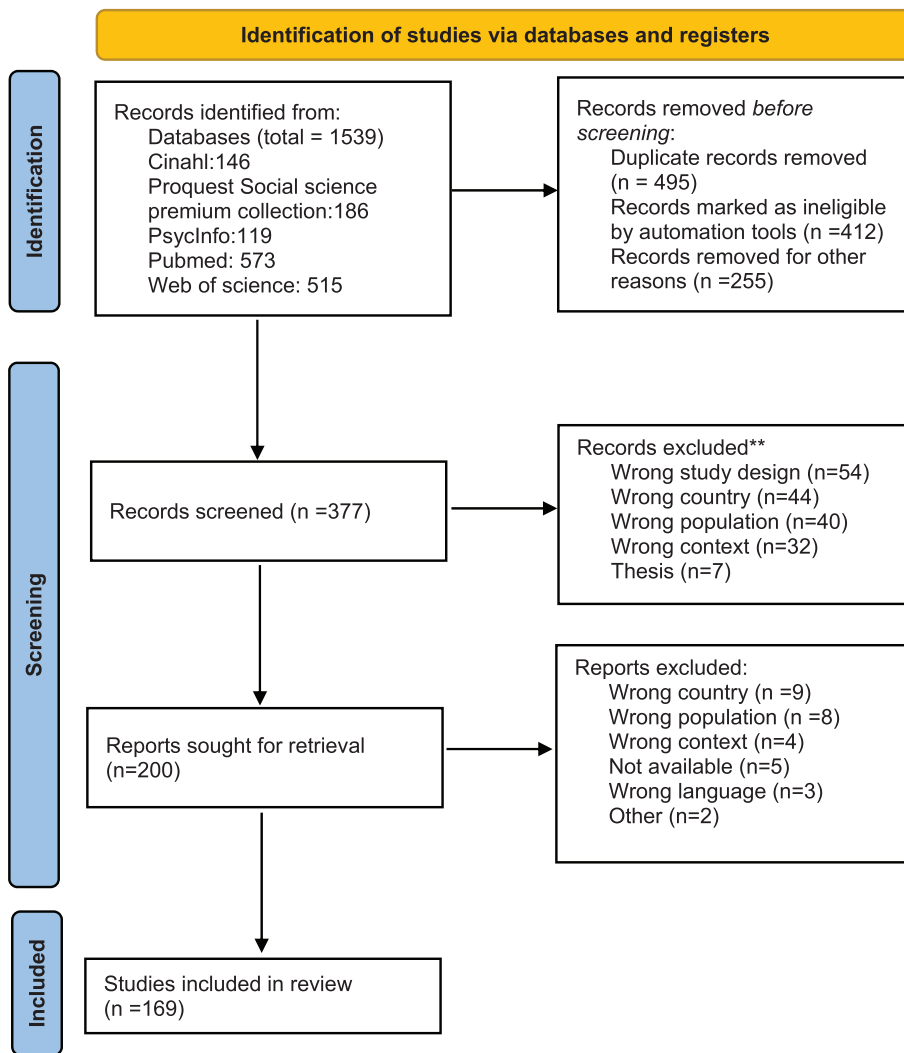 Identification of studies via databases and registers
Identification
Records identified from:
Databases (total = 1539)
Cinahl:146
Proquest Social science
premium collection:186
PsycInfo:119
Pubmed: 573
Web of science: 515
Records removed before
screening:
Duplicate records removed
(n = 495)
Records marked as ineligible
by automation tools (n =412)
Records removed for other
reasons (n =255)
Screening
Records screened (n =377)
Records excluded**
Wrong study design (n=54)
Wrong country (n=44)
Wrong population (n=40)
Wrong context (n=32)
Thesis (n=7)
Reports sought for retrieval
(n=200)
Reports excluded:
Wrong country (n =9)
Wrong population (n =8)
Wrong context (n=4)
Not available (n=5)
Wrong language (n=3)
Other (n=2)
Included
Studies included in review
(n =169)